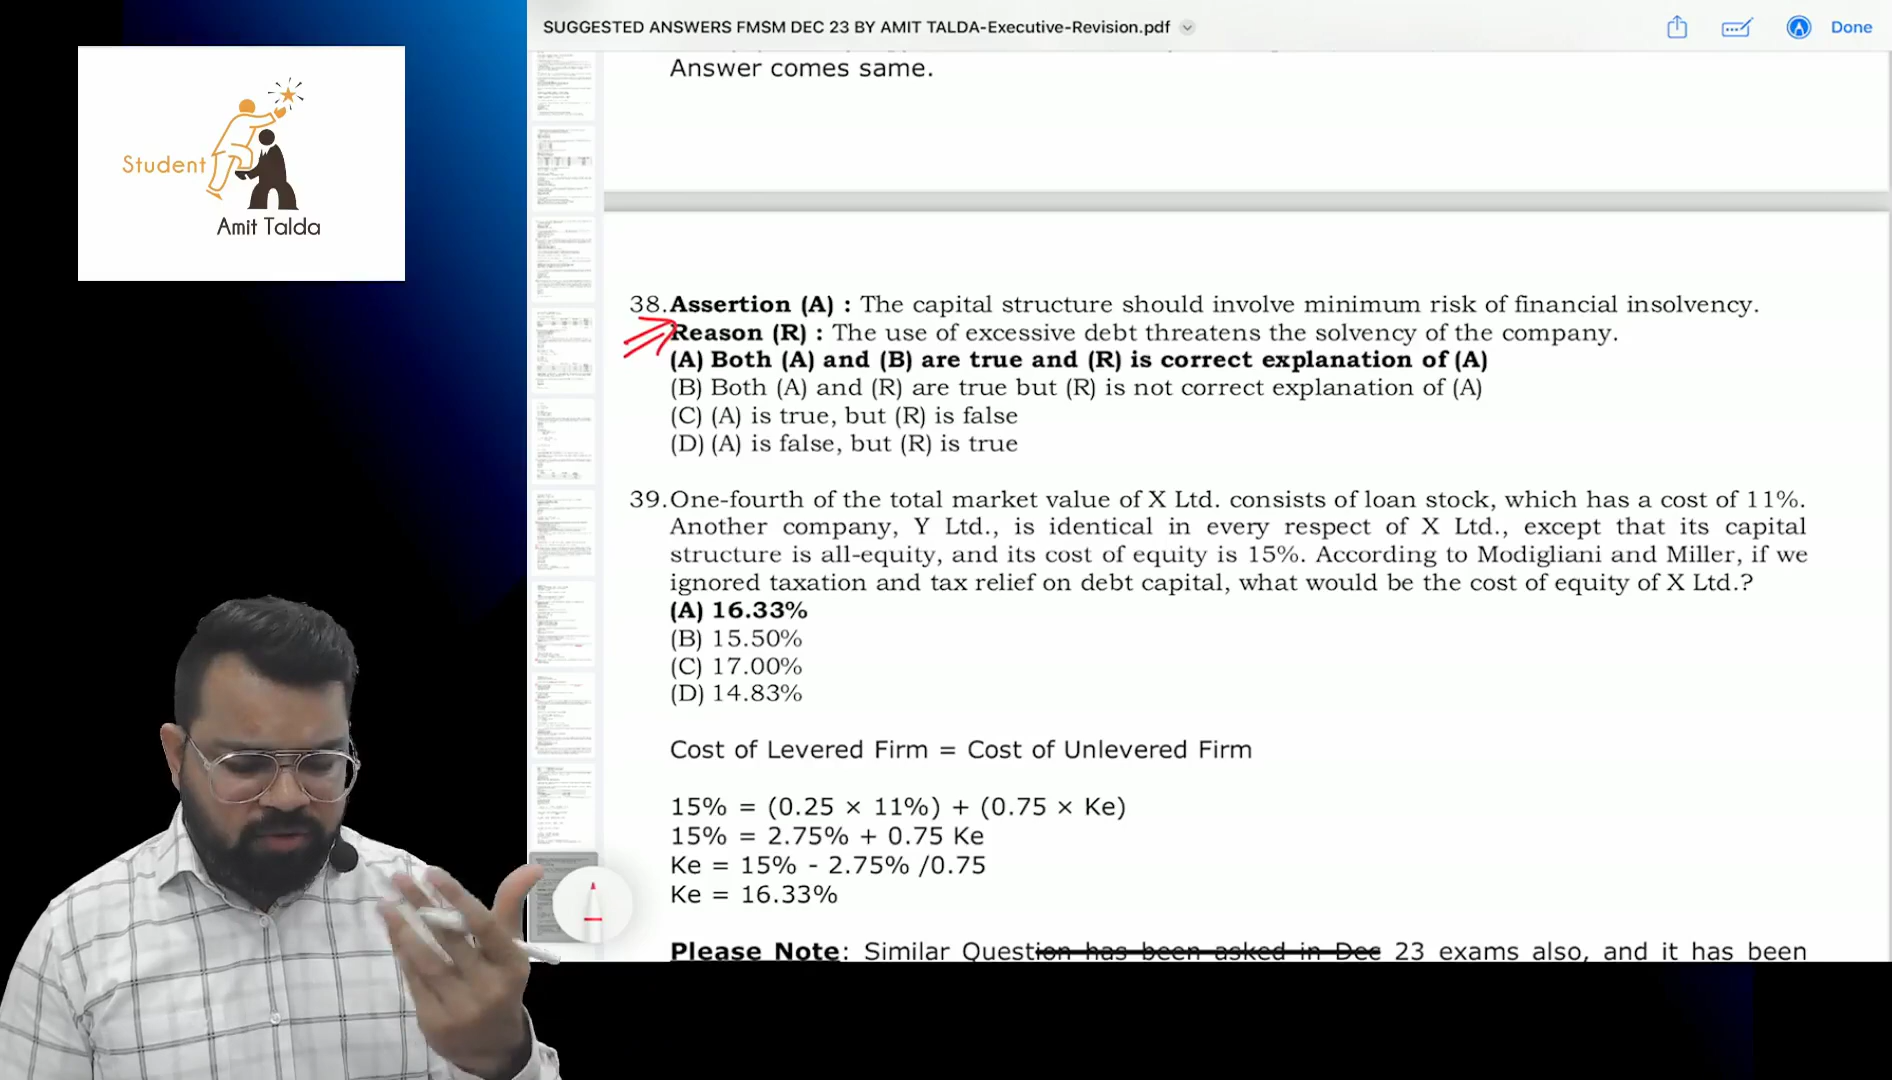 SUGGESTED ANSWERS FMSM DEC 23 BY AMIT TALDA-Executive-Revision.pdf
Done
Student
Amit Talda
Answer comes same.
38. Assertion (A) : The capital structure should involve minimum risk of financial insolvency.
Reason (R) : The use of excessive debt threatens the solvency of the company.
(A) Both (A) and (B) are true and (R) is correct explanation of (A)
(B) Both (A) and (R) are true but (R) is not correct explanation of (A)
(C) (A) is true, but (R) is false
(D) (A) is false, but (R) is true
39. One-fourth of the total market value of X Ltd. consists of loan stock, which has a cost of 11%.
Another company, Y Ltd., is identical in every respect of X Ltd., except that its capital
structure is all-equity, and its cost of equity is 15%. According to Modigliani and Miller, if we
ignored taxation and tax relief on debt capital, what would be the cost of equity of X Ltd.?
(A) 16.33%
(B) 15.50%
(C) 17.00%
(D) 14.83%
Cost of Levered Firm = Cost of Unlevered Firm
15% = (0.25 × 11%) + (0.75 × Ke)
15% = 2.75% + 0.75 Ke
Ke = 15% - 2.75% /0.75
Ke = 16.33%
Please Note: Similar Question has been asked in Dec 23 exams also, and it has been